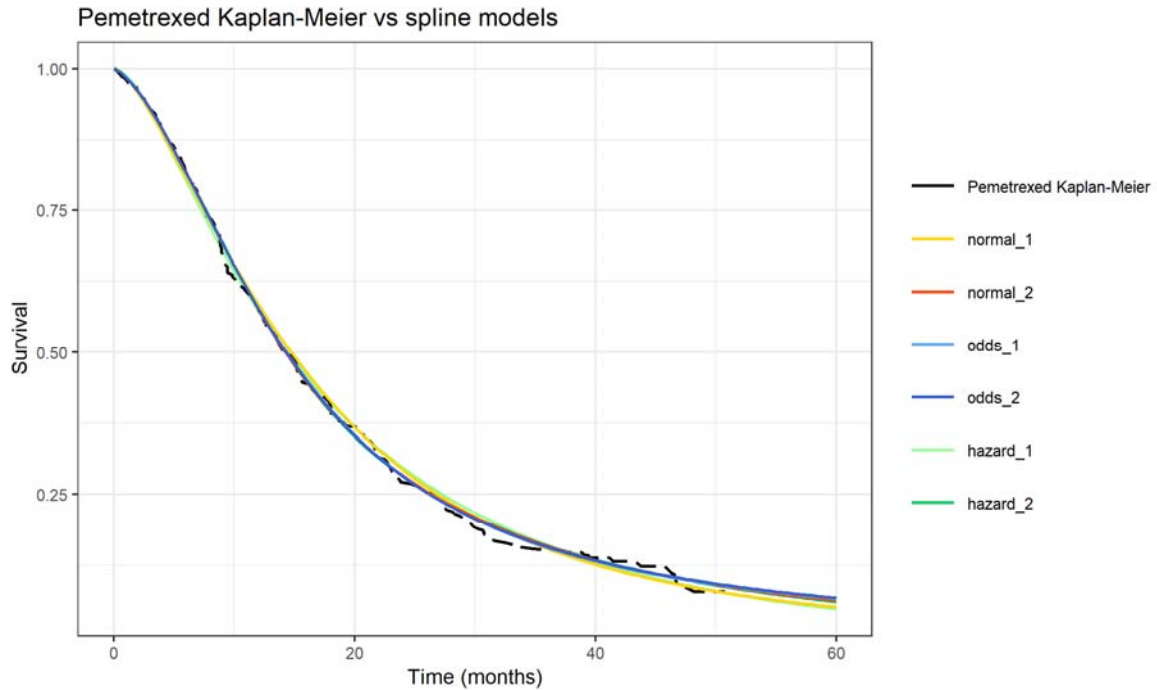 Pemetrexed Kaplan-Meier vs spline models
1.00
0.75
0.50
0.25
Survival
0
20
40
60
Time (months)
Pemetrexed Kaplan-Meier
normal_1
normal_2
odds_1
odds_2
hazard_1
hazard_2